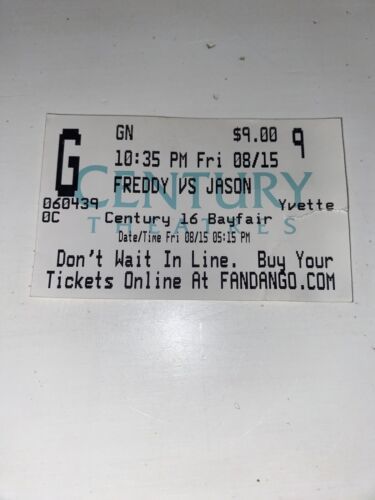 GN $9.00 9
G 10:35 PM Fri 08/15
CENTURY
FREDDY VS JASON
060439 Yvette
THEATRES
0C Century 16 Bayfair
Date/Time Fri 08/15 05:15 PM
Don't Wait In Line. Buy Your
Tickets Online At FANDANGO.COM